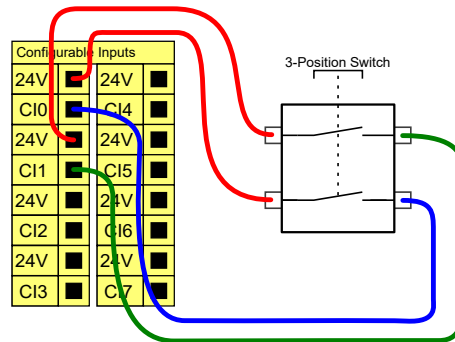 Configurable Inputs
3-Position Switch
24V 24V
CI0 CI4
24V 24V
CI1 CI5
24V 24V
CI2 CI6
24V 24V
CI3 CI7